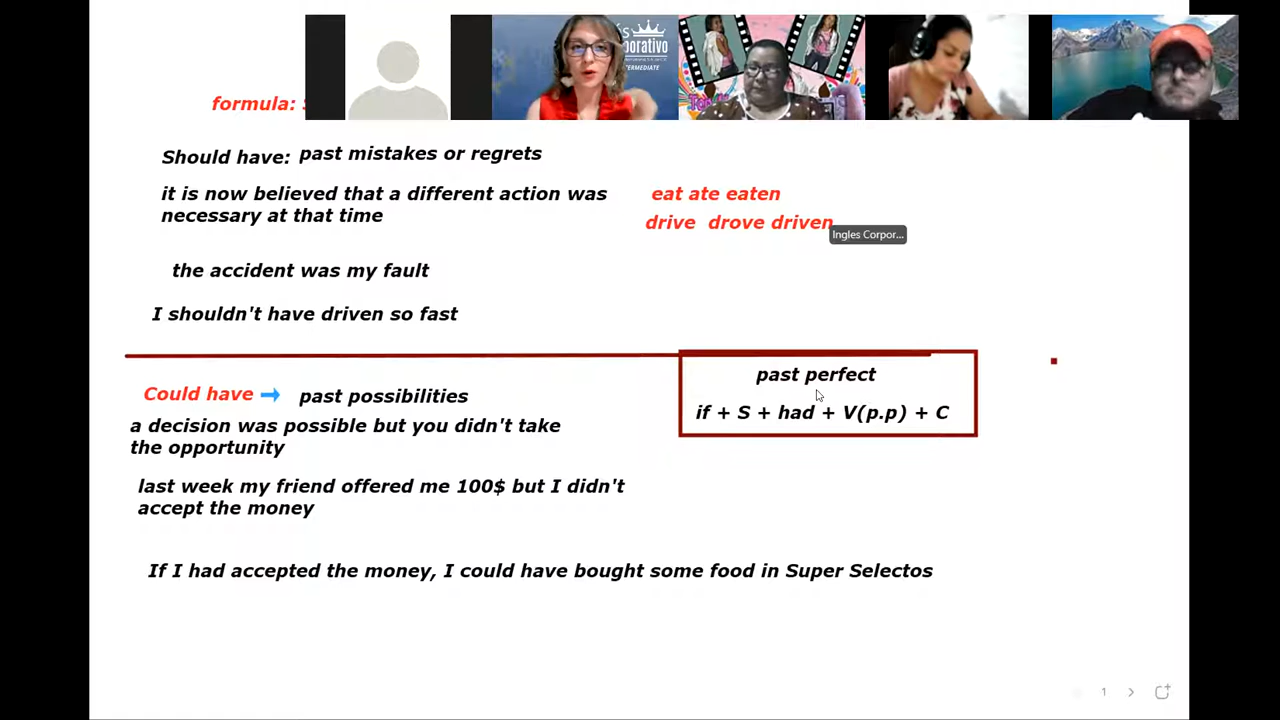 formula:
Should have: past mistakes or regrets
it is now believed that a different action was
necessary at that time
eat ate eaten
drive drove driven
Ingles Corpor...
the accident was my fault
I shouldn't have driven so fast
past perfect
if + S + had + V(p.p) + C
Could have → past possibilities
a decision was possible but you didn't take
the opportunity
last week my friend offered me 100$ but I didn't
accept the money
If I had accepted the money, I could have bought some food in Super Selectos
1